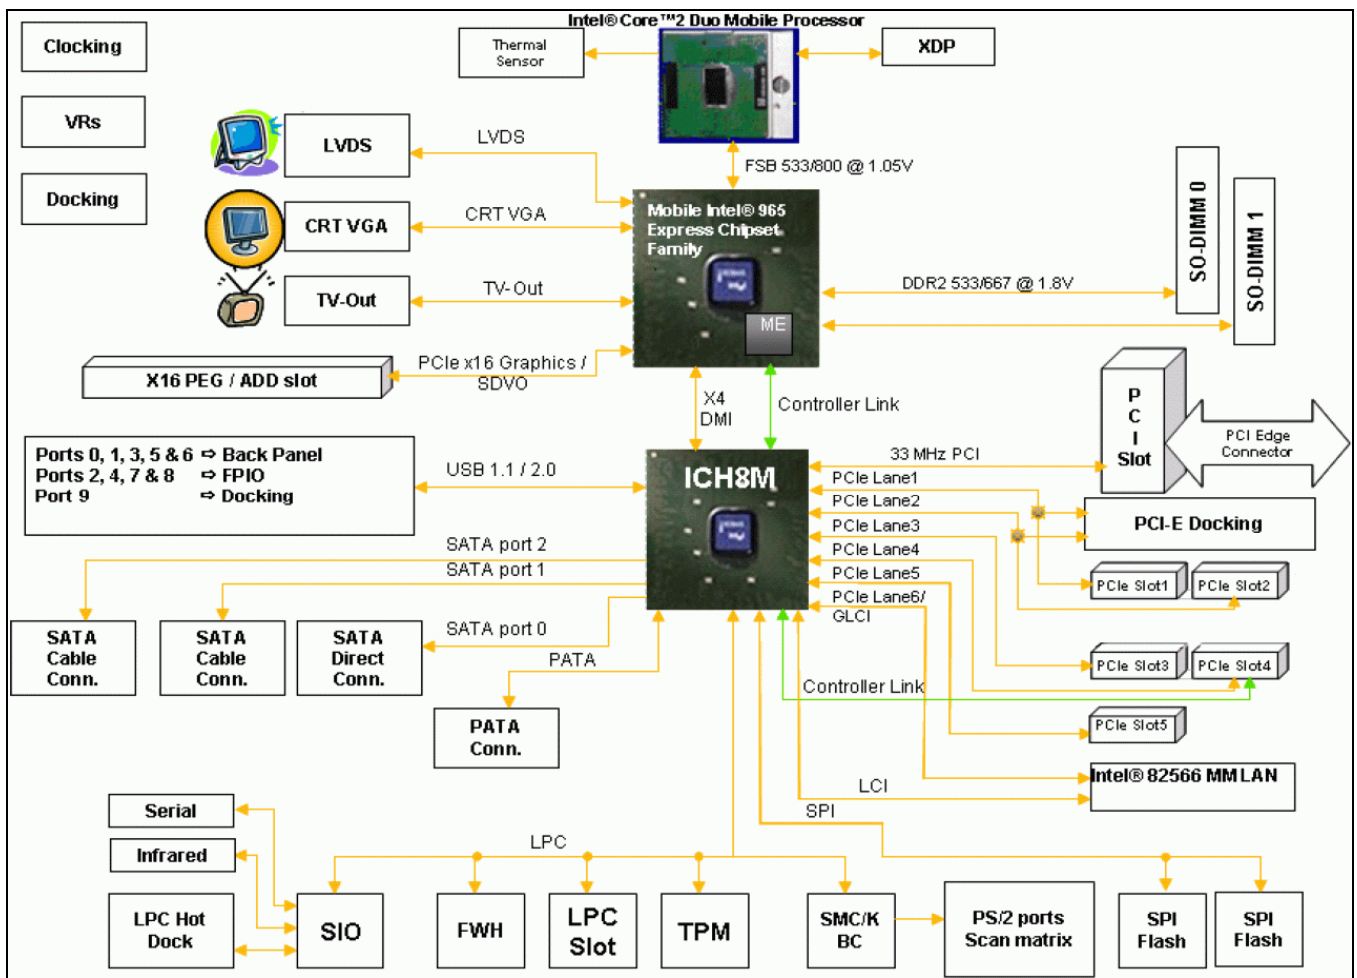 Intel® Core™2 Duo Mobile Processor
Clocking
VRs
Docking
Thermal
Sensor
XDP
LVDS
LVDS
FSB 533/800 @ 1.05V
CRT VGA
CRT VGA
Mobile Intel® 965
Express Chipset
Family
ME
TV-Out
TV-Out
DDR2 533/667 @ 1.8V
SO-DIMM 0
SO-DIMM 1
X16 PEG / ADD slot
PCIe x16 Graphics /
SDVO
X4
DMI
Controller Link
P
C
I
Slot
PCI Edge
Connector
Ports 0, 1, 3, 5 & 6 ⇨ Back Panel
Ports 2, 4, 7 & 8 ⇨ FPIO
Port 9 ⇨ Docking
USB 1.1 / 2.0
ICH8M
33 MHz PCI
PCIe Lane1
PCIe Lane2
PCIe Lane3
PCIe Lane4
PCIe Lane5
PCIe Lane6/
GLCI
PCI-E Docking
PCIe Slot1
PCIe Slot2
PCIe Slot3
PCIe Slot4
PCIe Slot5
SATA port 2
SATA port 1
SATA port 0
PATA
SATA
Cable
Conn.
SATA
Cable
Conn.
SATA
Direct
Conn.
PATA
Conn.
Controller Link
Intel® 82566 MM LAN
LCI
SPI
LPC
Serial
Infrared
LPC Hot
Dock
SIO
FWH
LPC
Slot
TPM
SMC/K
BC
PS/2 ports
Scan matrix
SPI
Flash
SPI
Flash